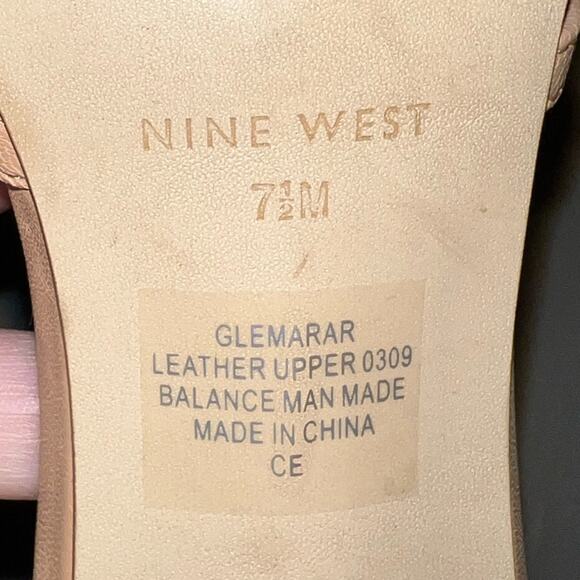 NINE WEST
7½M
GLEMARAR
LEATHER UPPER 0309
BALANCE MAN MADE
MADE IN CHINA
CE